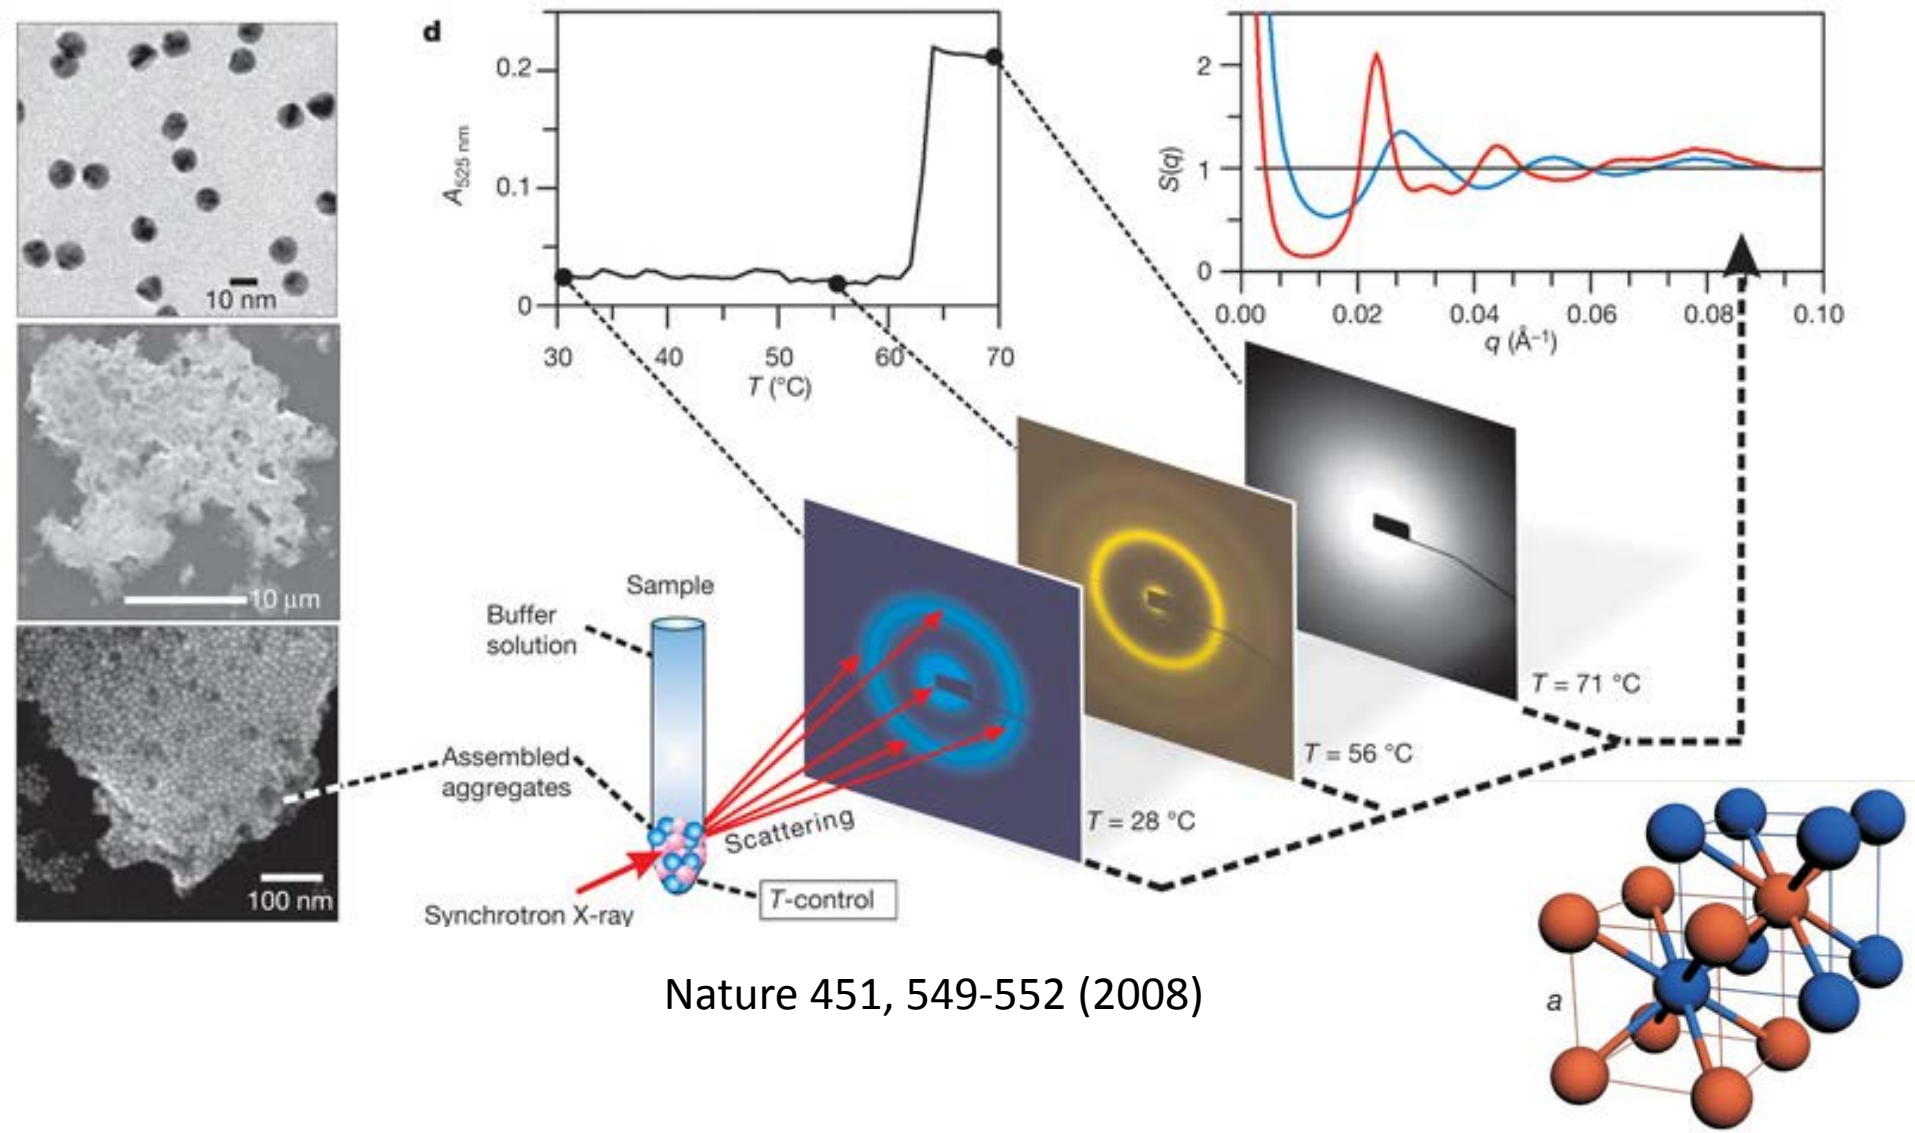 10 nm
10 µm
100 nm
d
A525 nm
0.2
0.1
0
30 40 50 60 70
T (°C)
S(q)
2
1
0
0.00 0.02 0.04 0.06 0.08 0.10
q (Å⁻¹)
Sample
Buffer
solution
Assembled
aggregates
Scattering
Synchrotron X-ray
T-control
T = 28 °C
T = 56 °C
T = 71 °C
a
Nature 451, 549-552 (2008)